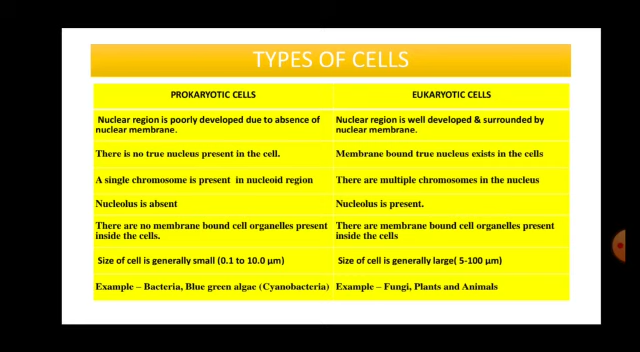 TYPES OF CELLS
PROKARYOTIC CELLS EUKARYOTIC CELLS
Nuclear region is poorly developed due to absence of nuclear membrane.
Nuclear region is well developed & surrounded by nuclear membrane.
There is no true nucleus present in the cell.
Membrane bound true nucleus exists in the cells
A single chromosome is present in nucleoid region
There are multiple chromosomes in the nucleus
Nucleolus is absent
Nucleolus is present.
There are no membrane bound cell organelles present inside the cells.
There are membrane bound cell organelles present inside the cells
Size of cell is generally small (0.1 to 10.0 µm)
Size of cell is generally large( 5-100 µm)
Example – Bacteria, Blue green algae (Cyanobacteria)
Example – Fungi, Plants and Animals